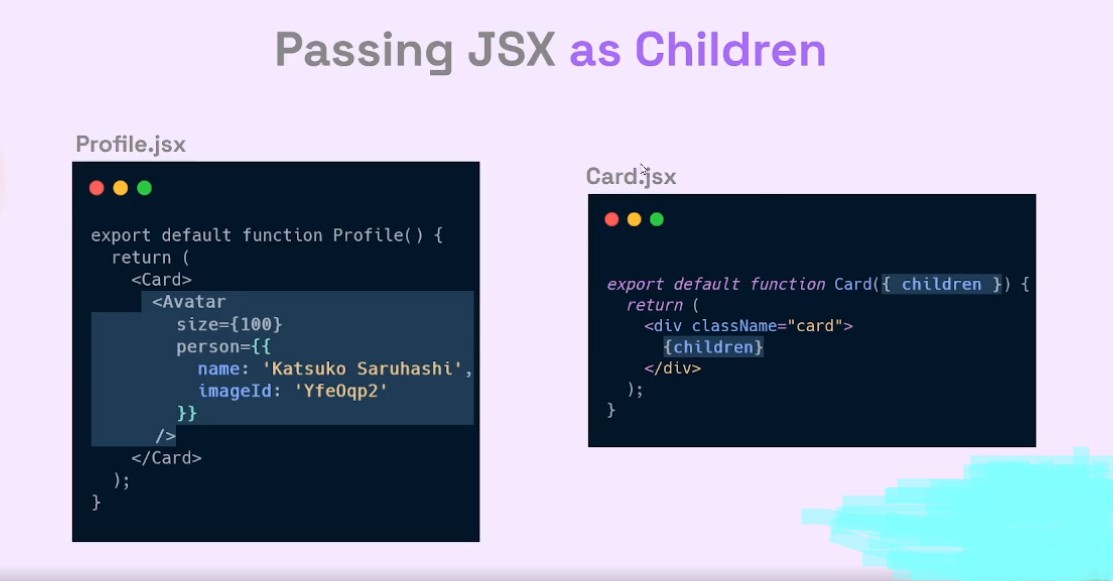 Passing JSX as Children
Profile.jsx
export default function Profile() {
  return (
    <Card>
      <Avatar
        size={100}
        person={{
          name: 'Katsuko Saruhashi',
          imageId: 'YfeOqp2'
        }}
      />
    </Card>
  );
}
Card.jsx
export default function Card({ children }) {
  return (
    <div className="card">
      {children}
    </div>
  );
}